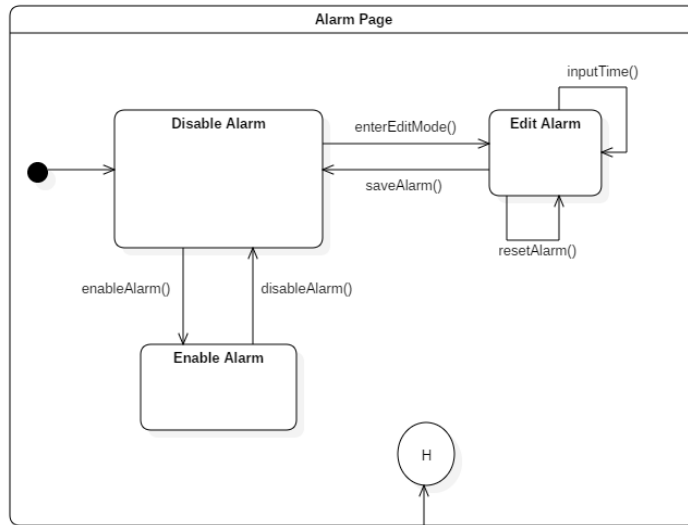 Alarm Page
inputTime()
Disable Alarm
enterEditMode()
Edit Alarm
saveAlarm()
resetAlarm()
enableAlarm()
disableAlarm()
Enable Alarm
H